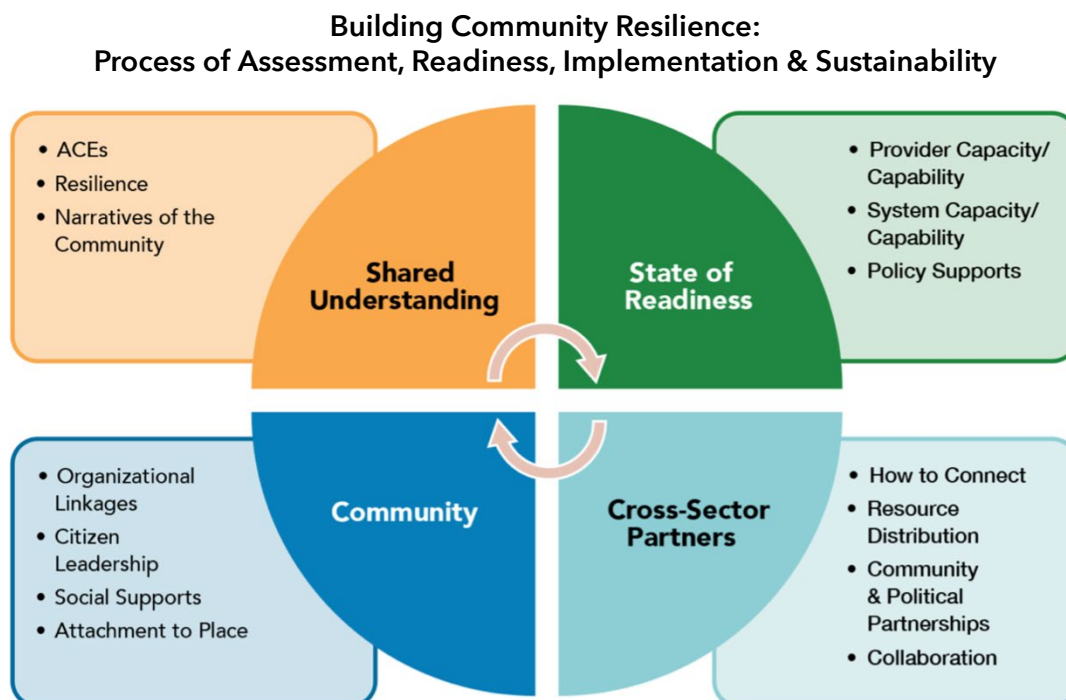 Building Community Resilience:
Process of Assessment, Readiness, Implementation & Sustainability
• ACEs
• Resilience
• Narratives of the
Community
Shared
Understanding
State of
Readiness
• Provider Capacity/
Capability
• System Capacity/
Capability
• Policy Supports
• Organizational
Linkages
• Citizen
Leadership
• Social Supports
• Attachment to Place
Community
Cross-Sector
Partners
• How to Connect
• Resource
Distribution
• Community
& Political
Partnerships
• Collaboration